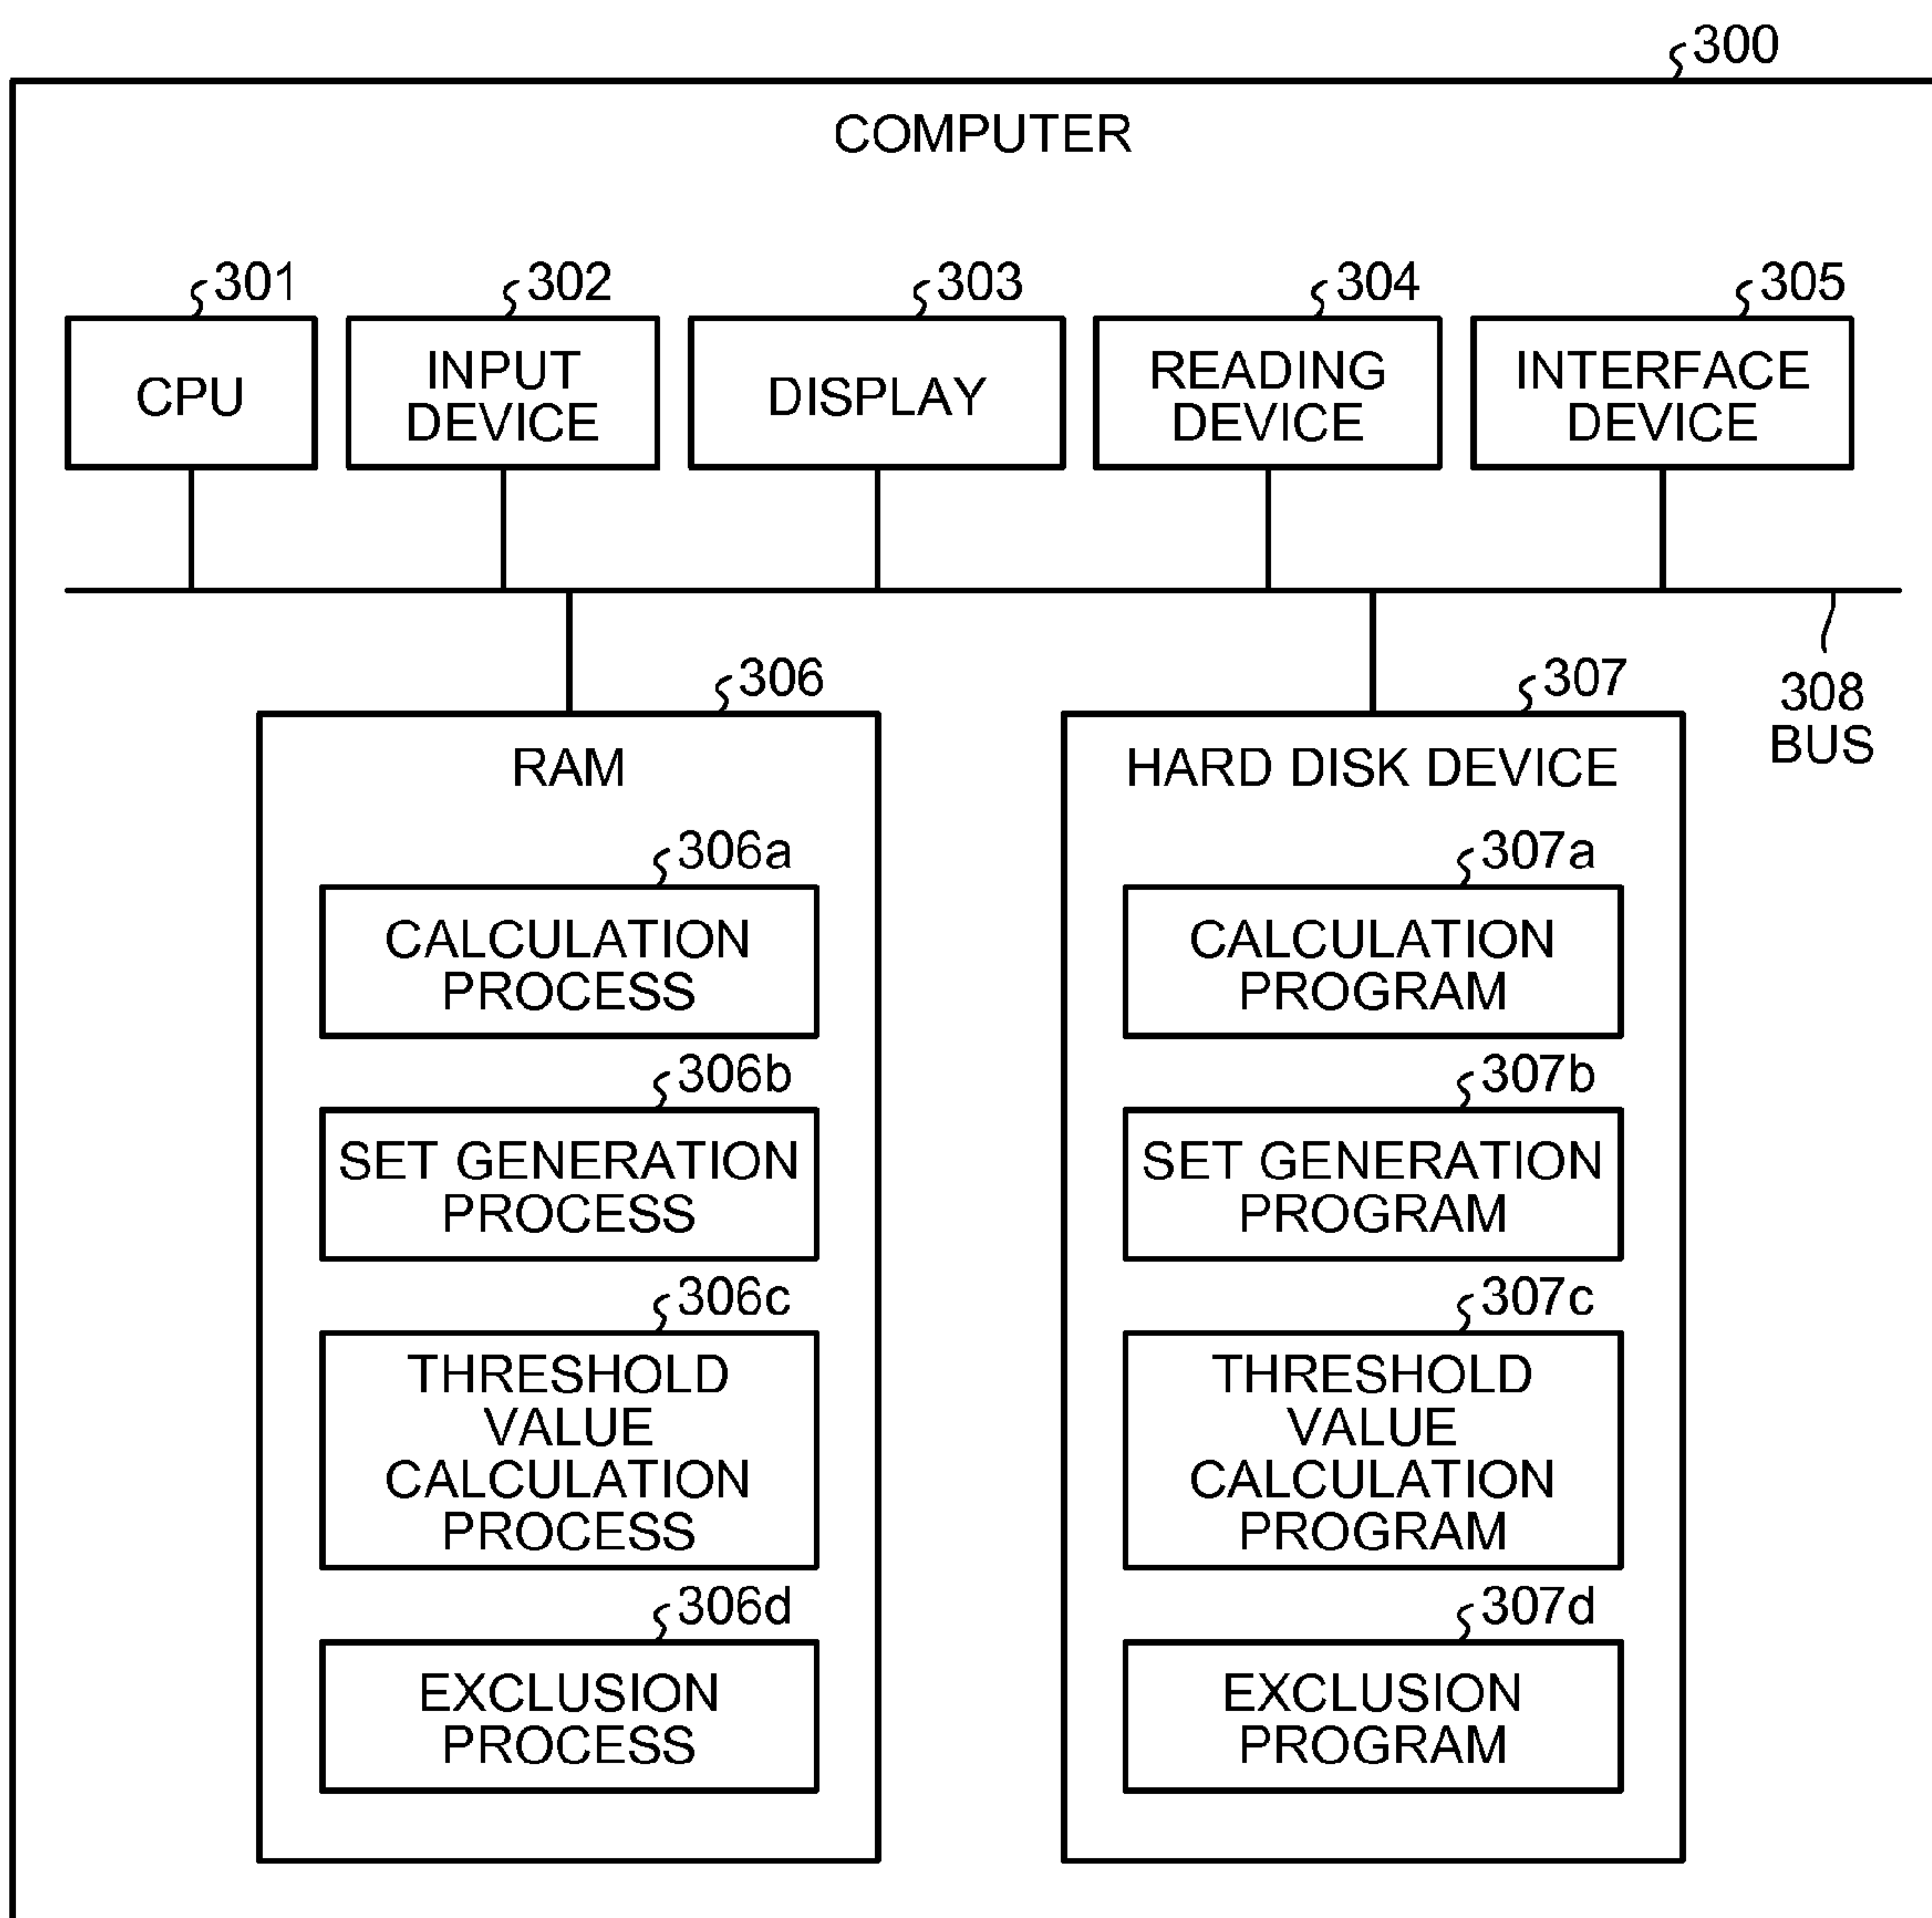 300
COMPUTER
301
302
303
304
305
CPU
INPUT
DEVICE
DISPLAY
READING
DEVICE
INTERFACE
DEVICE
308
BUS
306
RAM
306a
CALCULATION
PROCESS
306b
SET GENERATION
PROCESS
306c
THRESHOLD
VALUE
CALCULATION
PROCESS
306d
EXCLUSION
PROCESS
307
HARD DISK DEVICE
307a
CALCULATION
PROGRAM
307b
SET GENERATION
PROGRAM
307c
THRESHOLD
VALUE
CALCULATION
PROGRAM
307d
EXCLUSION
PROGRAM